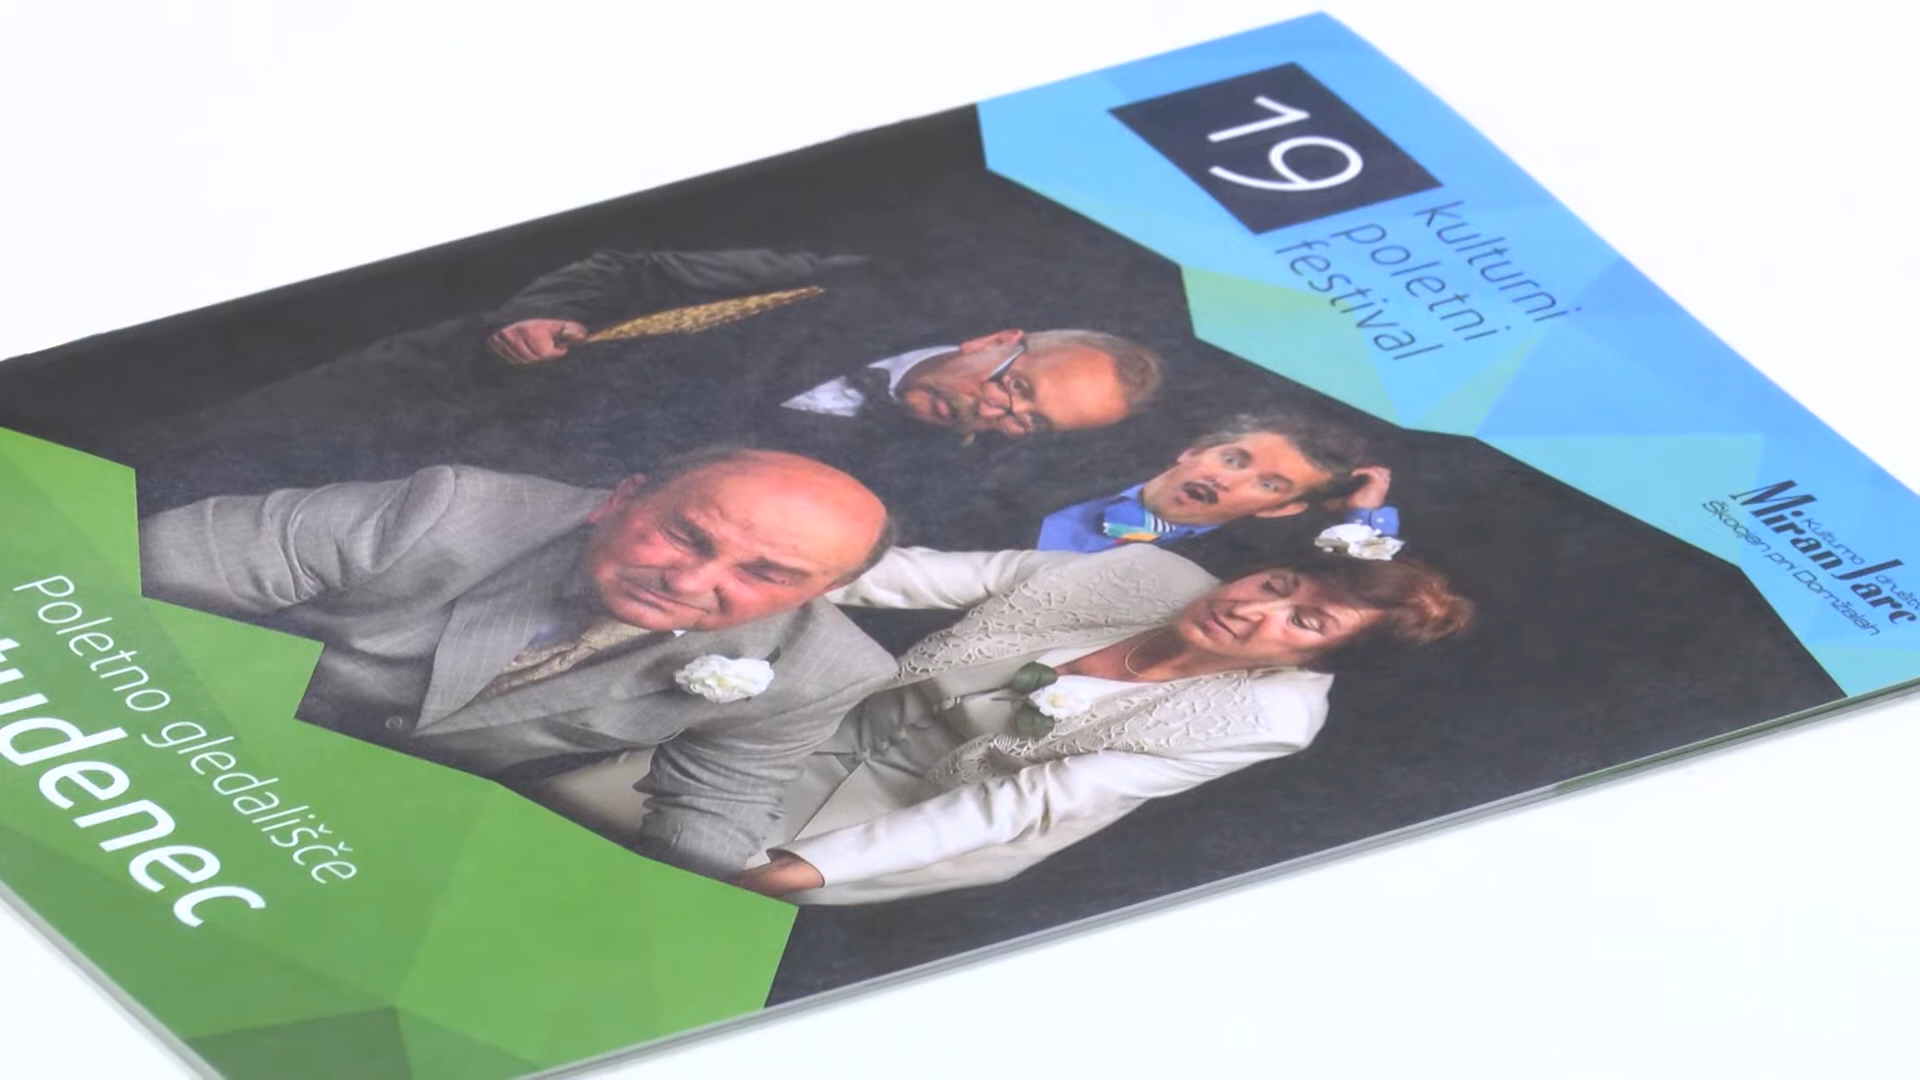 19
kulturni
poletni
festival
Miran Jarc
Kulturno društvo
Škocjan pri Domžalah
Poletno gledališče
udenec